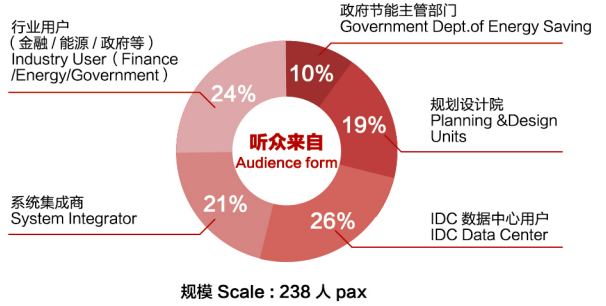 行业用户
（金融/能源/政府等）
Industry User（Finance
/Energy/Government）
政府节能主管部门
Government Dept.of Energy Saving
10%
24%
规划设计院
Planning &Design
Units
19%
听众来自
Audience form
系统集成商
System Integrator
21%
26%
IDC 数据中心用户
IDC Data Center
规模 Scale : 238 人 pax